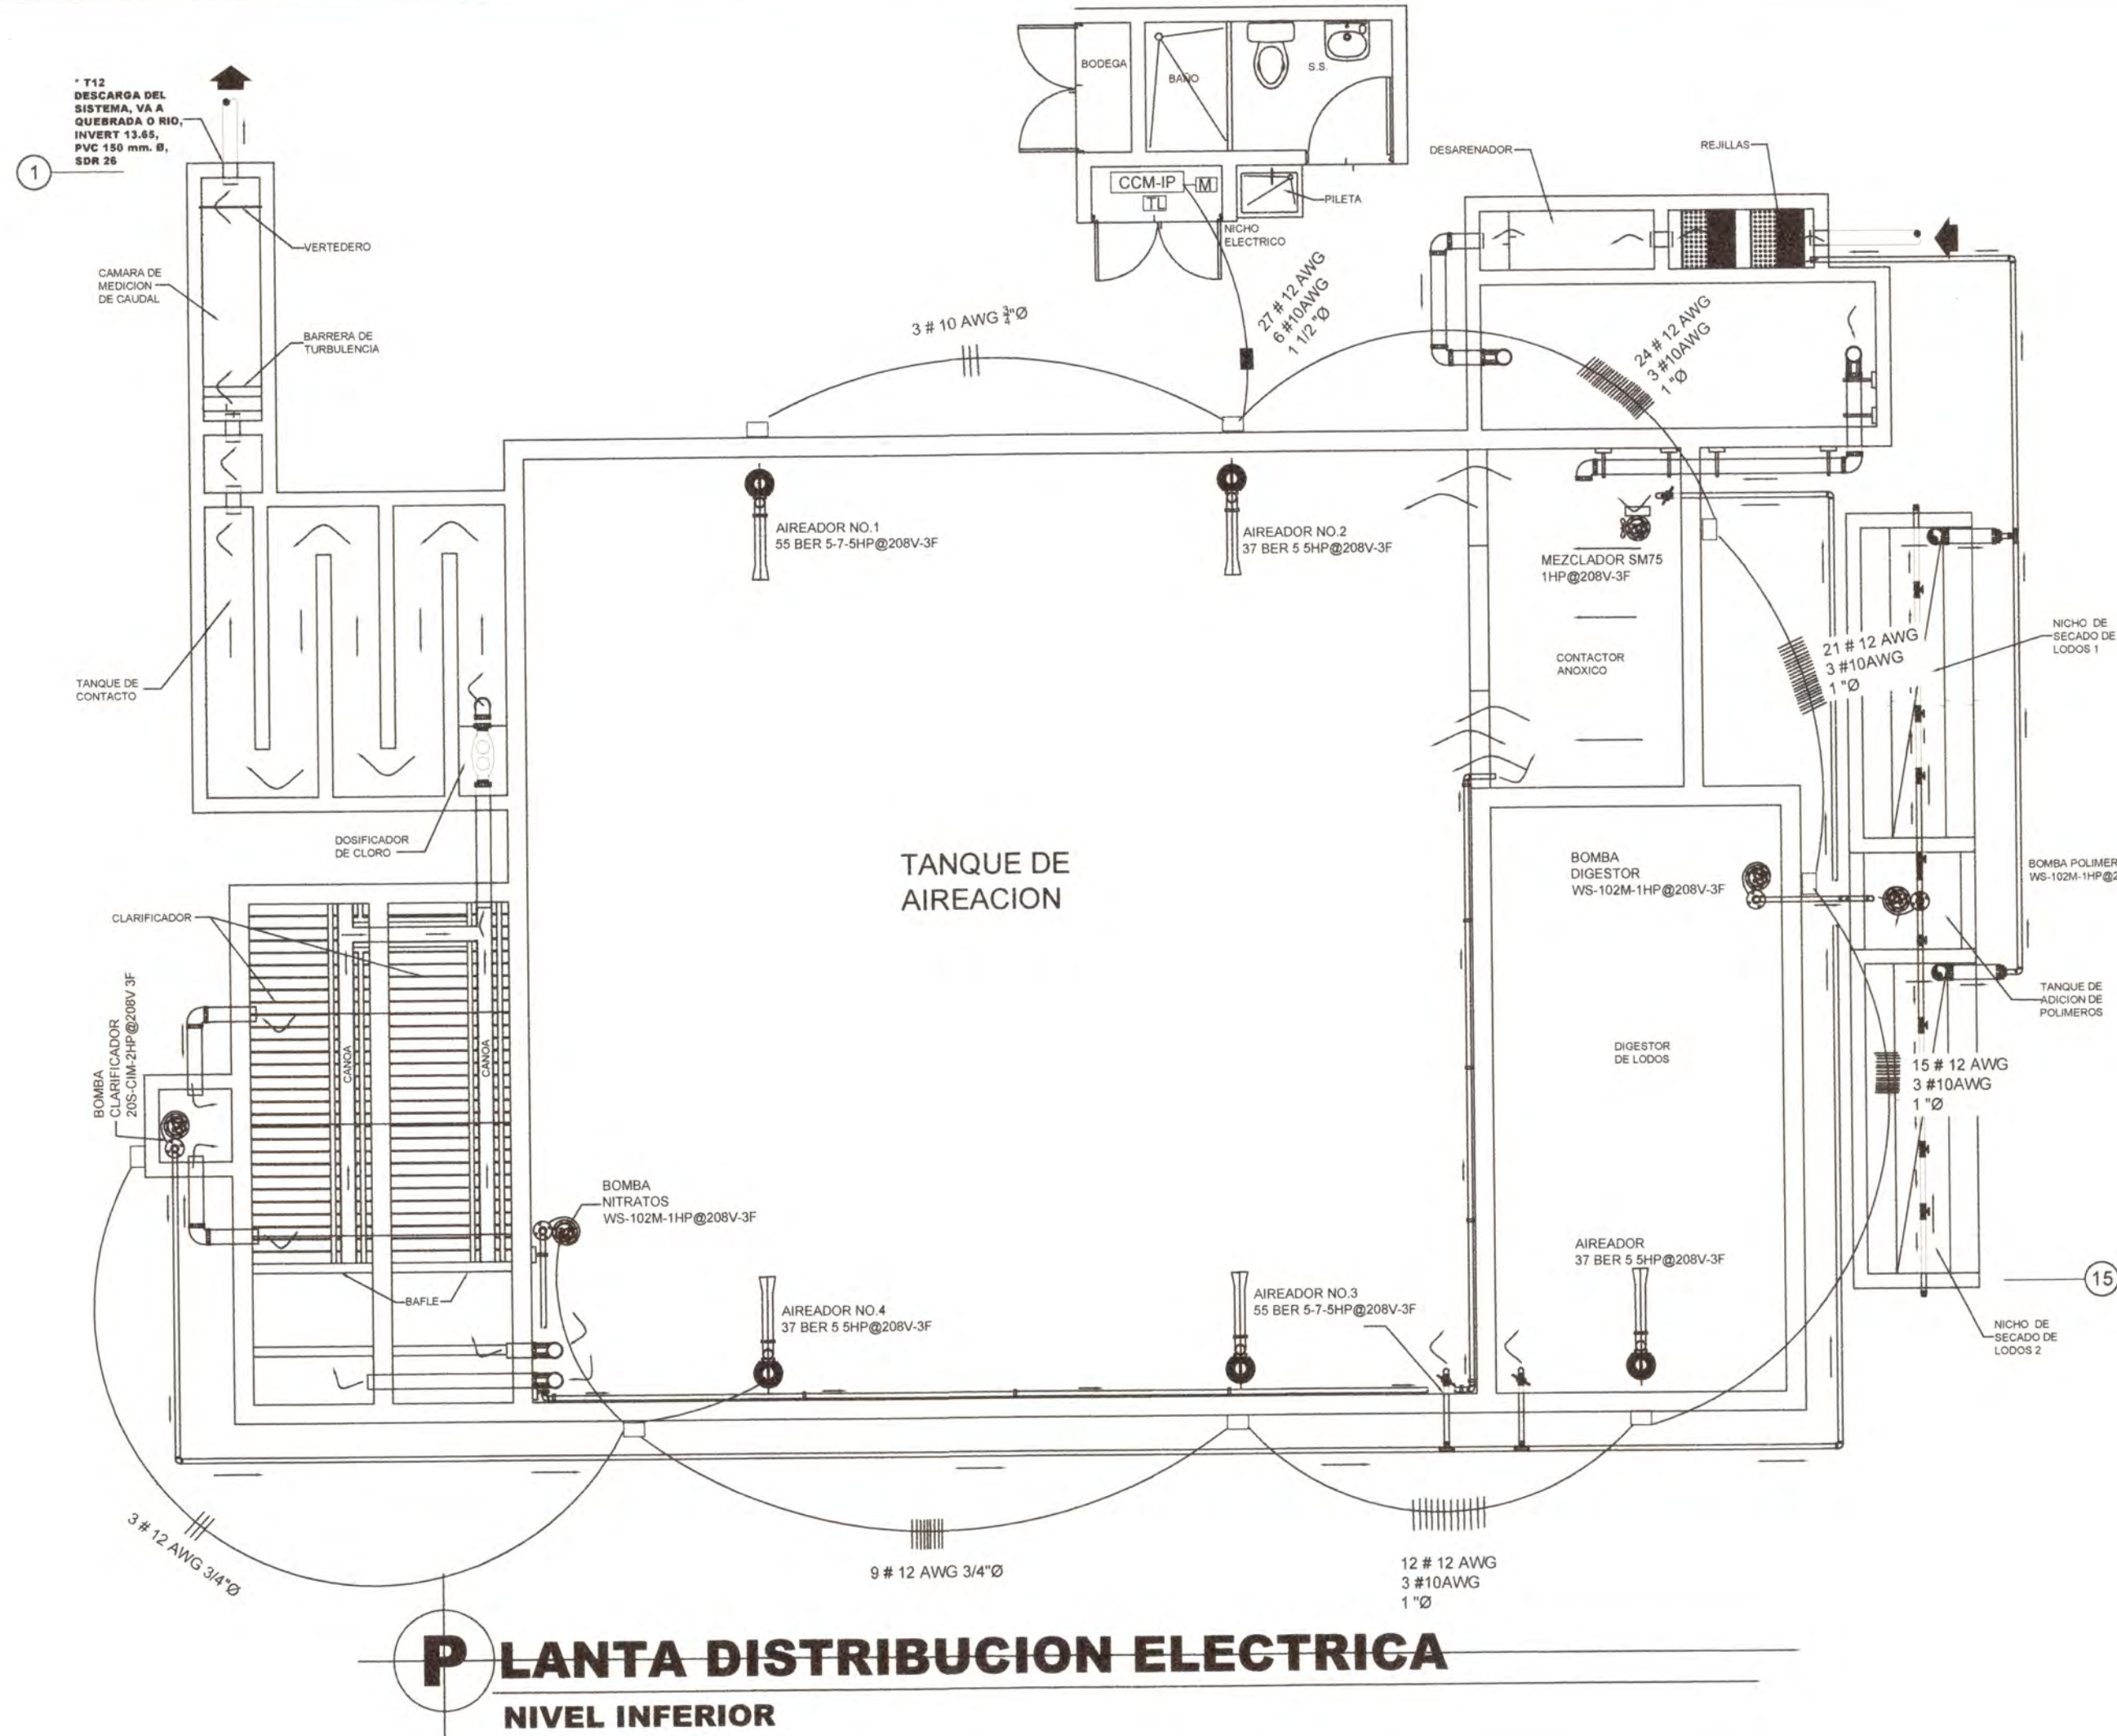 * T12
DESCARGA DEL
SISTEMA, VA A
QUEBRADA O RIO,
INVERT 13.65,
PVC 150 mm. Ø,
SDR 26
1
VERTEDERO
CAMARA DE
MEDICION
DE CAUDAL
BARRERA DE
TURBULENCIA
BODEGA
BAÑO
S.S.
CCM-IP
M
TL
PILETA
NICHO
ELECTRICO
DESARENADOR
REJILLAS
3 # 10 AWG 3/4"Ø
27 # 12 AWG
6 #10AWG
1 1/2 "Ø
24 # 12 AWG
3 #10AWG
1 "Ø
AIREADOR NO.1
55 BER 5-7-5HP@208V-3F
AIREADOR NO.2
37 BER 5 5HP@208V-3F
MEZCLADOR SM75
1HP@208V-3F
CONTACTOR
ANOXICO
21 # 12 AWG
3 #10AWG
1 "Ø
NICHO DE
SECADO DE
LODOS 1
TANQUE DE
CONTACTO
DOSIFICADOR
DE CLORO
TANQUE DE
AIREACION
BOMBA
DIGESTOR
WS-102M-1HP@208V-3F
BOMBA POLIMER
WS-102M-1HP@2
CLARIFICADOR
BOMBA
CLARIFICADOR
20S-CIM-2HP@208V 3F
CANOA
CANOA
TANQUE DE
ADICION DE
POLIMEROS
DIGESTOR
DE LODOS
15 # 12 AWG
3 #10AWG
1 "Ø
BOMBA
NITRATOS
WS-102M-1HP@208V-3F
AIREADOR
37 BER 5 5HP@208V-3F
15
BAFLE
AIREADOR NO.4
37 BER 5 5HP@208V-3F
AIREADOR NO.3
55 BER 5-7-5HP@208V-3F
NICHO DE
SECADO DE
LODOS 2
3 # 12 AWG 3/4"Ø
9 # 12 AWG 3/4"Ø
12 # 12 AWG
3 #10AWG
1 "Ø
PLANTA DISTRIBUCION ELECTRICA
NIVEL INFERIOR